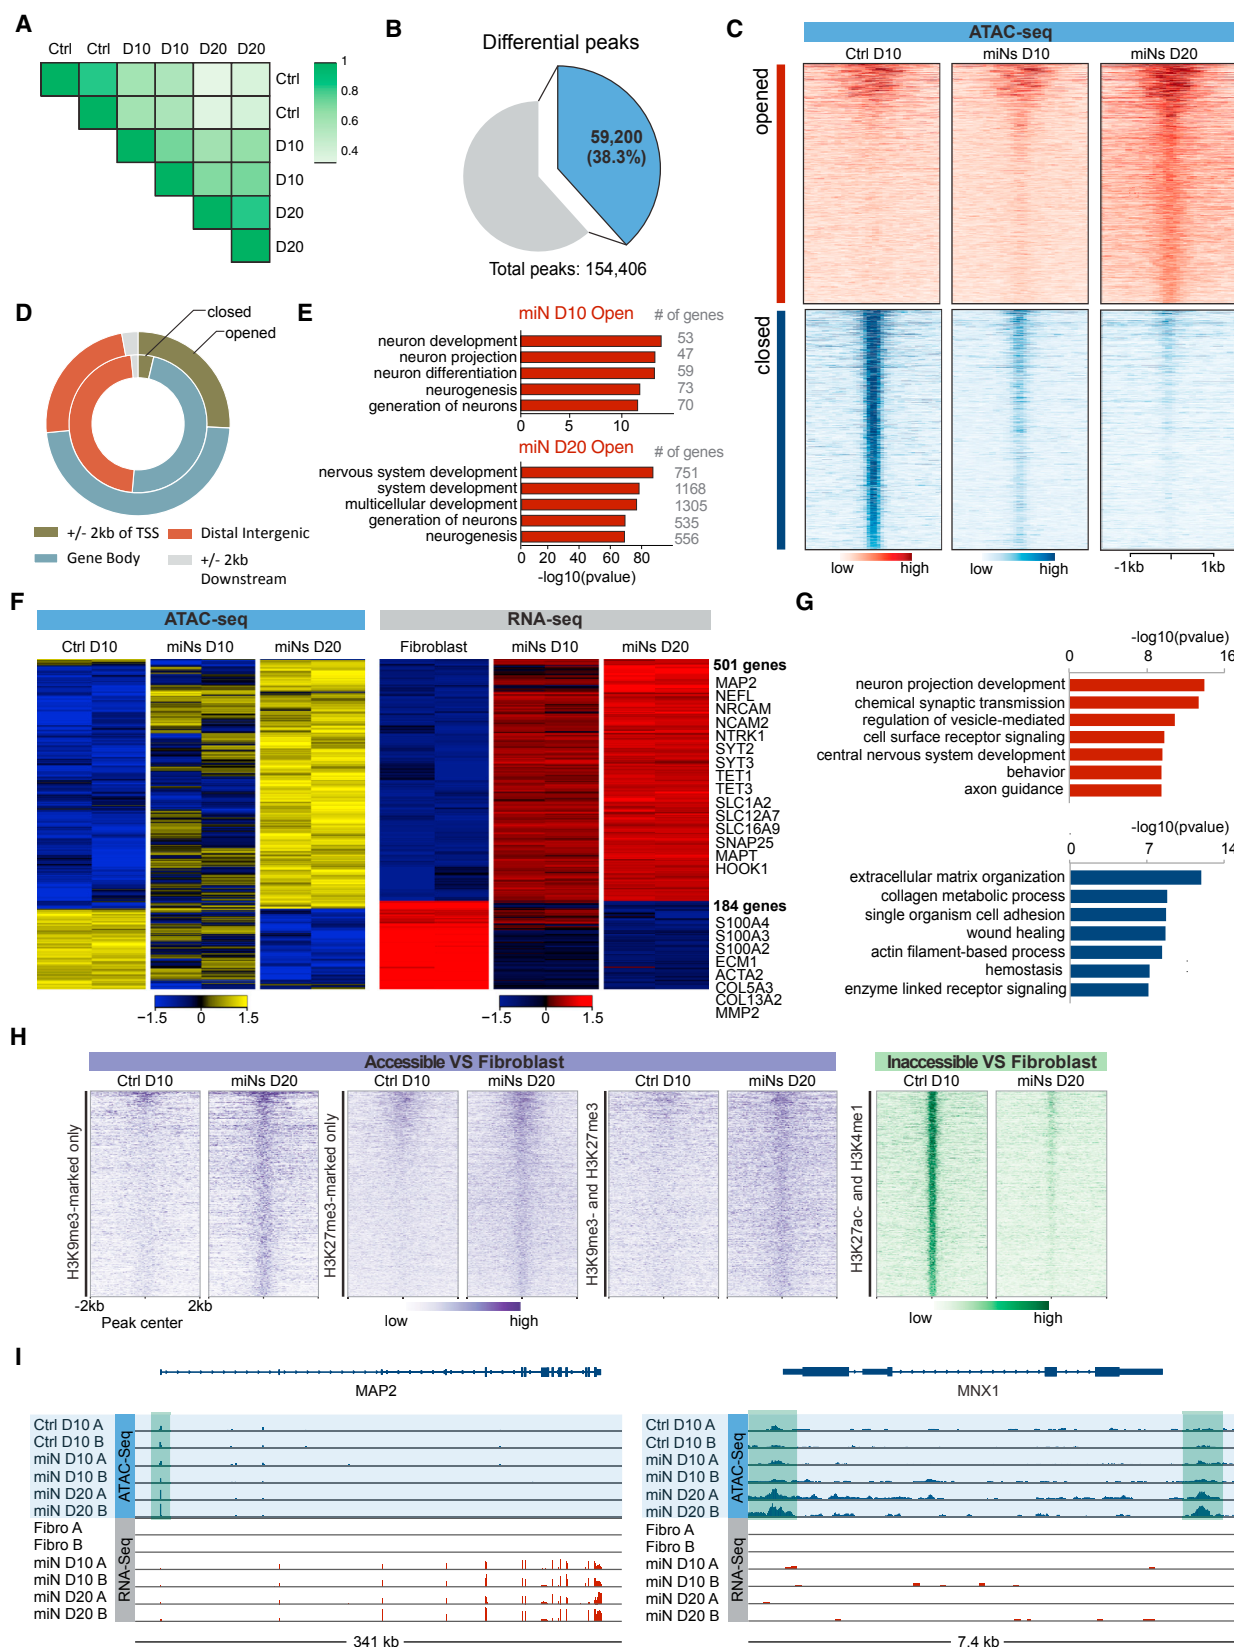 A
Ctrl Ctrl D10 D10 D20 D20
Ctrl
Ctrl
D10
D10
D20
D20
1
0.8
0.6
0.4
B
Differential peaks
59,200
(38.3%)
Total peaks: 154,406
C
ATAC-seq
Ctrl D10 miNs D10 miNs D20
opened
closed
low high
low high
-1kb 1kb
D
closed
opened
+/- 2kb of TSS
Distal Intergenic
Gene Body
+/- 2kb
Downstream
E
miN D10 Open
# of genes
neuron development 53
neuron projection 47
neuron differentiation 59
neurogenesis 73
generation of neurons 70
0 5 10
miN D20 Open
# of genes
nervous system development 751
system development 1168
multicellular development 1305
generation of neurons 535
neurogenesis 556
0 20 40 60 80
-log10(pvalue)
F
ATAC-seq
Ctrl D10 miNs D10 miNs D20
−1.5 0 1.5
RNA-seq
Fibroblast miNs D10 miNs D20
−1.5 0 1.5
501 genes
MAP2
NEFL
NRCAM
NCAM2
NTRK1
SYT2
SYT3
TET1
TET3
SLC1A2
SLC12A7
SLC16A9
SNAP25
MAPT
HOOK1
184 genes
S100A4
S100A3
S100A2
ECM1
ACTA2
COL5A3
COL13A2
MMP2
G
-log10(pvalue)
0 8 16
neuron projection development
chemical synaptic transmission
regulation of vesicle-mediated
cell surface receptor signaling
central nervous system development
behavior
axon guidance
-log10(pvalue)
0 7 14
extracellular matrix organization
collagen metabolic process
single organism cell adhesion
wound healing
actin filament-based process
hemostasis
enzyme linked receptor signaling
H
Accessible VS Fibroblast
Ctrl D10 miNs D20
H3K9me3-marked only
-2kb 2kb
Peak center
Ctrl D10 miNs D20
H3K27me3-marked only
low high
Ctrl D10 miNs D20
H3K9me3- and H3K27me3
Inaccessible VS Fibroblast
Ctrl D10 miNs D20
H3K27ac- and H3K4me1
low high
I
MAP2
ATAC-Seq
Ctrl D10 A
Ctrl D10 B
miN D10 A
miN D10 B
miN D20 A
miN D20 B
RNA-Seq
Fibro A
Fibro B
miN D10 A
miN D10 B
miN D20 A
miN D20 B
341 kb
MNX1
ATAC-Seq
Ctrl D10 A
Ctrl D10 B
miN D10 A
miN D10 B
miN D20 A
miN D20 B
RNA-Seq
Fibro A
Fibro B
miN D10 A
miN D10 B
miN D20 A
miN D20 B
7.4 kb